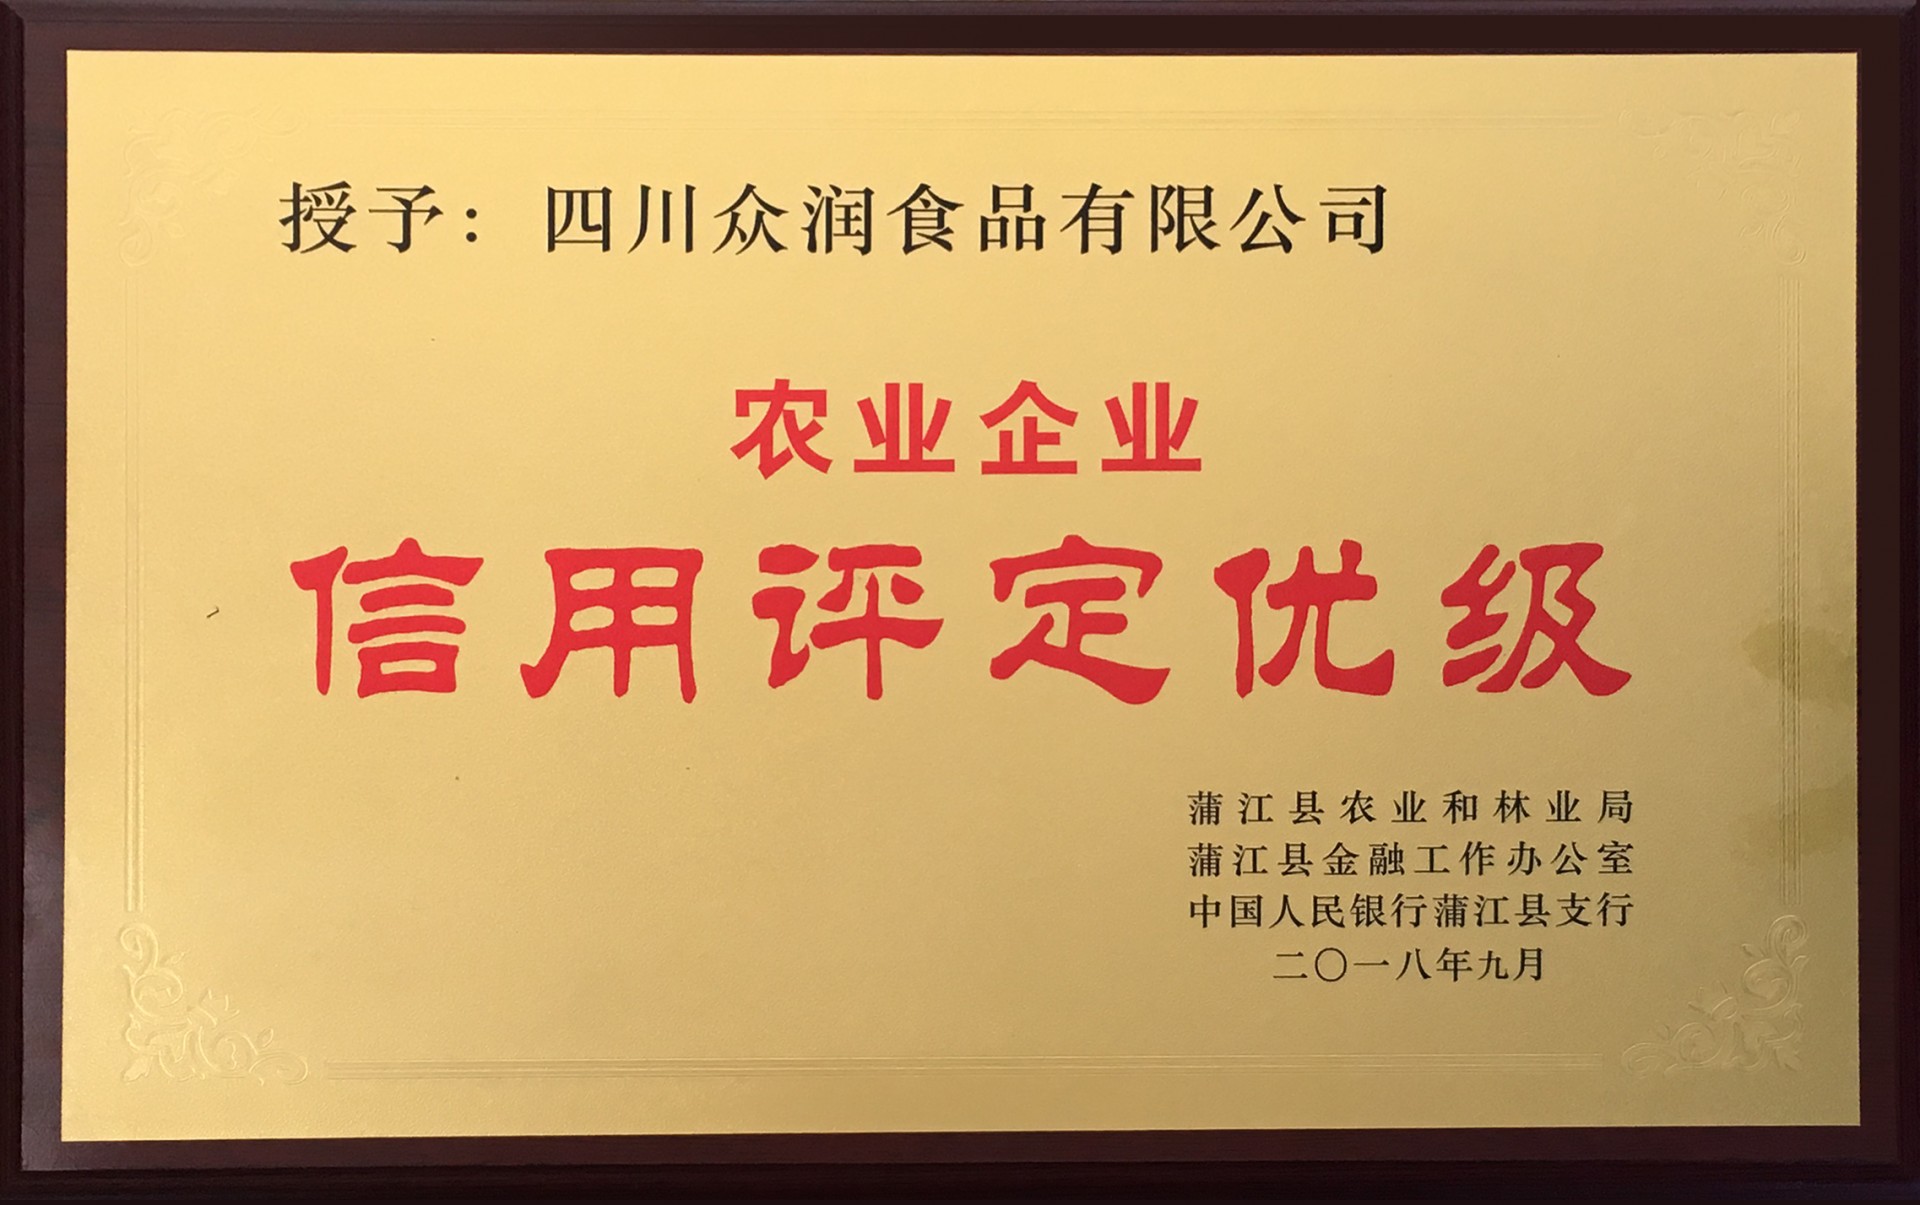 授予：四川众润食品有限公司
农业企业
信用评定优级
蒲江县农业和林业局
蒲江县金融工作办公室
中国人民银行蒲江县支行
二〇一八年九月